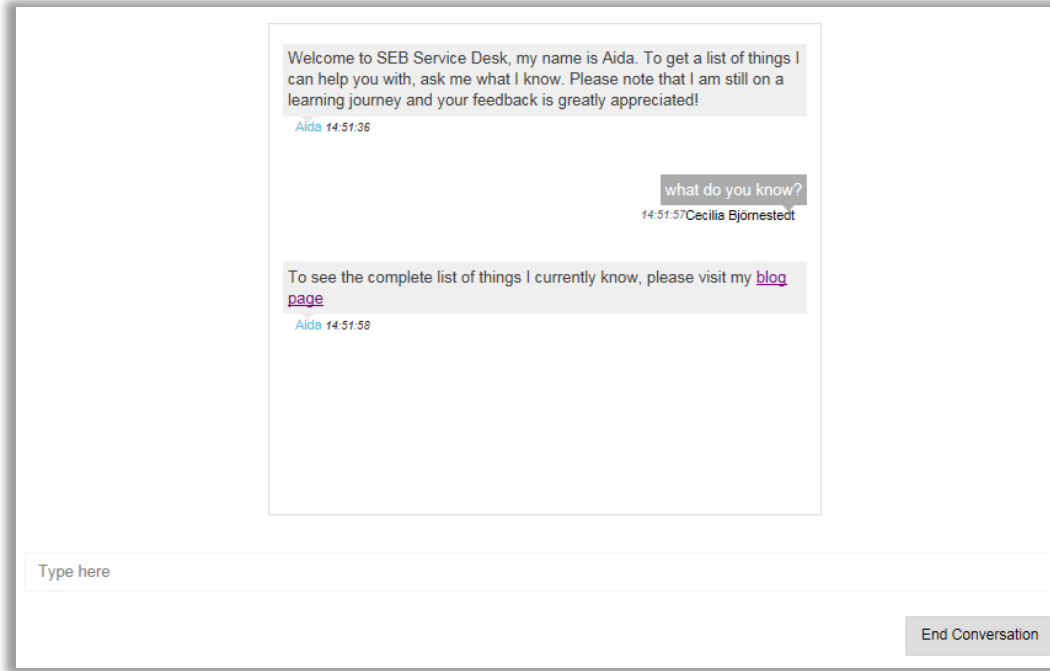 Welcome to SEB Service Desk, my name is Aida. To get a list of things I
can help you with, ask me what I know. Please note that I am still on a
learning journey and your feedback is greatly appreciated!
Aida 14:51:36
what do you know?
14:51:57Cecilia Björnestedt
To see the complete list of things I currently know, please visit my blog
page
Aida 14:51:58
Type here
End Conversation